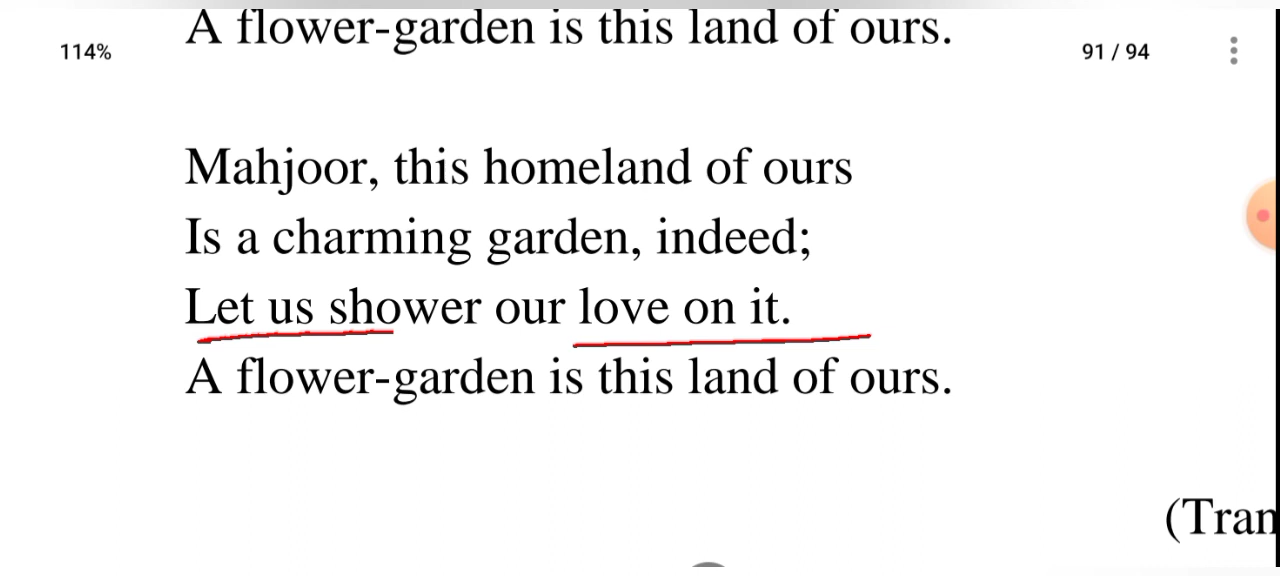 A flower-garden is this land of ours.
114%
91 / 94
Mahjoor, this homeland of ours
Is a charming garden, indeed;
Let us shower our love on it.
A flower-garden is this land of ours.
(Tran